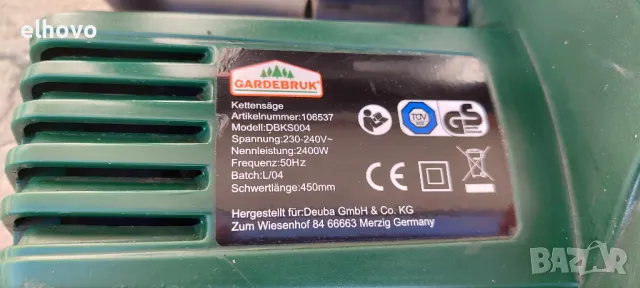 elhovo
GARDEBRUK
Kettensäge
Artikelnummer:106537
Modell:DBKS004
Spannung:230-240V~
Nennleistung:2400W
Frequenz:50Hz
Batch:L/04
Schwertlänge:450mm
TÜV
GS
CE
Hergestellt für:Deuba GmbH & Co. KG
Zum Wiesenhof 84 66663 Merzig Germany
BAZAR